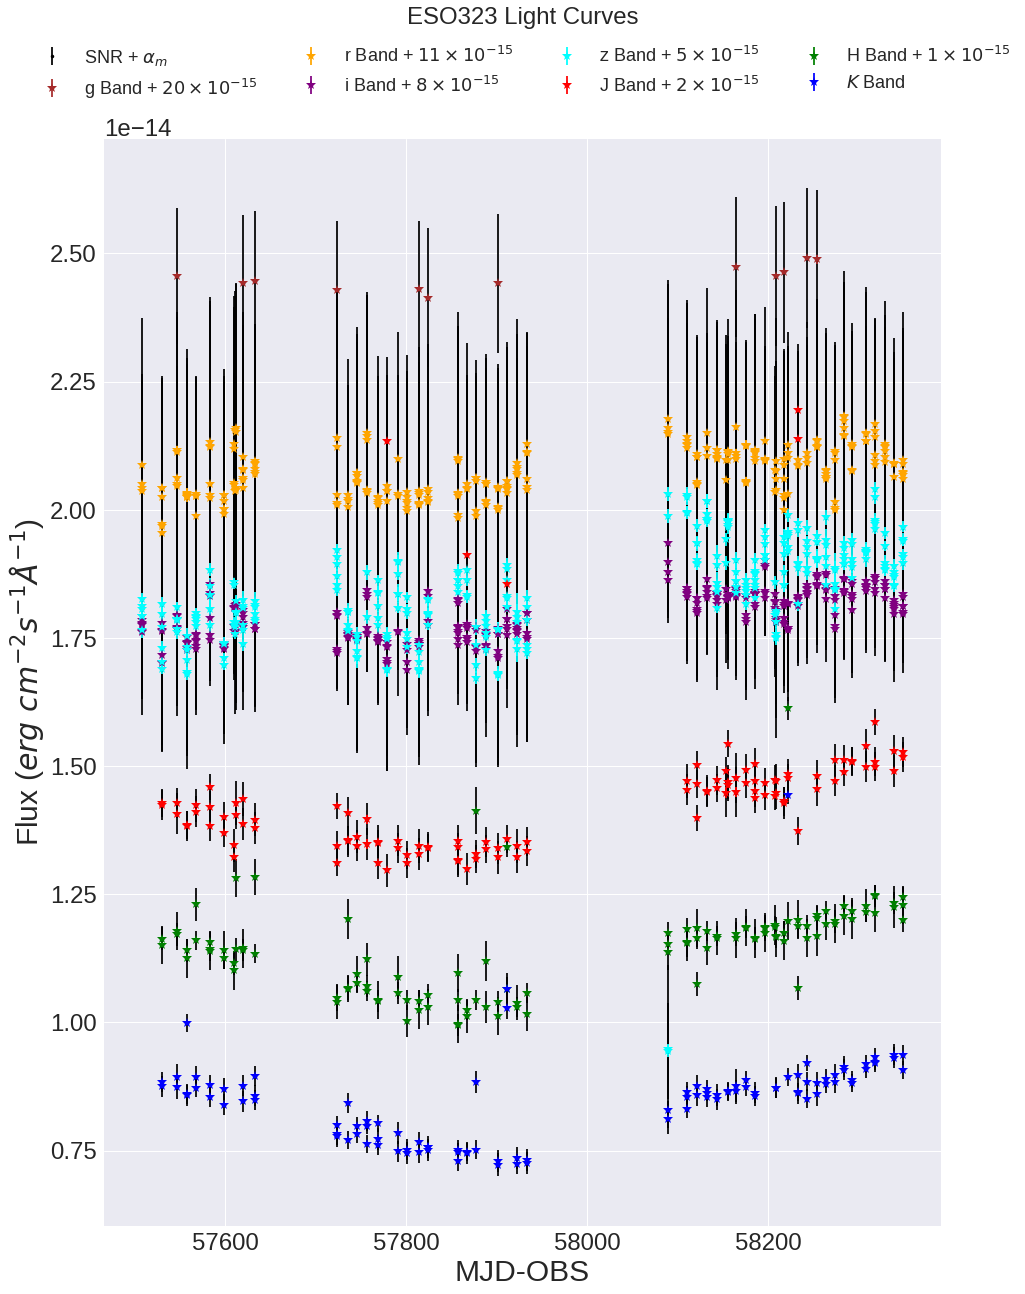 ESO323 Light Curves
SNR + αₘ
g Band + 20 × 10⁻¹⁵
r Band + 11 × 10⁻¹⁵
i Band + 8 × 10⁻¹⁵
z Band + 5 × 10⁻¹⁵
J Band + 2 × 10⁻¹⁵
H Band + 1 × 10⁻¹⁵
K Band
1e−14
2.50
2.25
2.00
1.75
1.50
1.25
1.00
0.75
Flux (erg cm⁻²s⁻¹Å⁻¹)
57600 57800 58000 58200
MJD-OBS